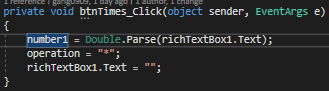 1 reference | garig0909, 1 day ago | 1 author, 1 change
private void btnTimes_Click(object sender, EventArgs e)
{
number1 = Double.Parse(richTextBox1.Text);
operation = "*";
richTextBox1.Text = "";
}